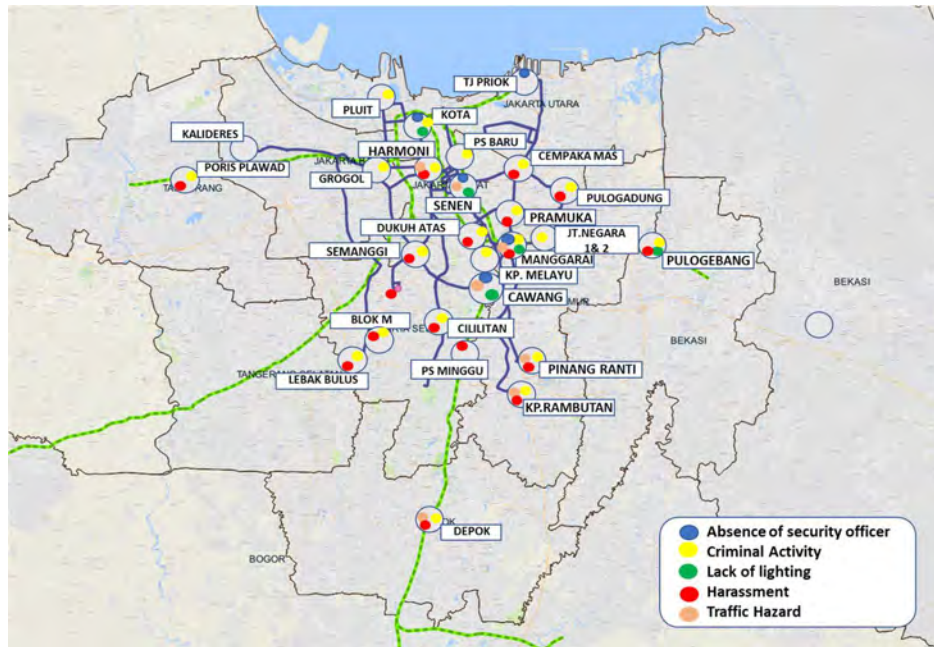 TJ PRIOK
JAKARTA UTARA
PLUIT
KOTA
KALIDERES
PS BARU
HARMONI
CEMPAKA MAS
PORIS PLAWAD
GROGOL
PULOGADUNG
SENEN
PRAMUKA
DUKUH ATAS
JT.NEGARA
1& 2
SEMANGGI
MANGGARAI
PULOGEBANG
KP. MELAYU
BEKASI
CAWANG
BLOK M
CILILITAN
BEKASI
PS MINGGU
PINANG RANTI
LEBAK BULUS
KP.RAMBUTAN
DEPOK
BOGOR
Absence of security officer
Criminal Activity
Lack of lighting
Harassment
Traffic Hazard